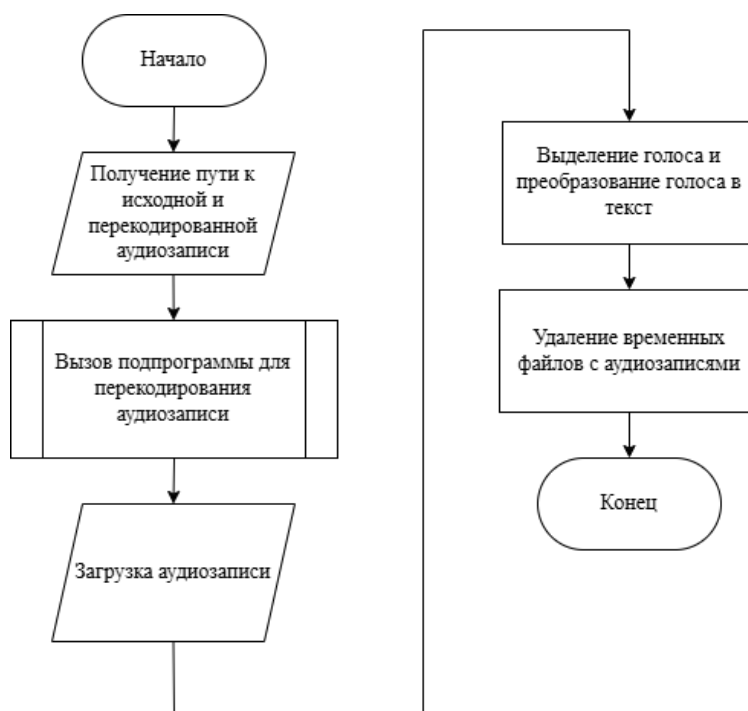 Начало
Получение пути к
исходной и
перекодированной
аудиозаписи
Вызов подпрограммы для
перекодирования
аудиозаписи
Загрузка аудиозаписи
Выделение голоса и
преобразование голоса в
текст
Удаление временных
файлов с аудиозаписями
Конец